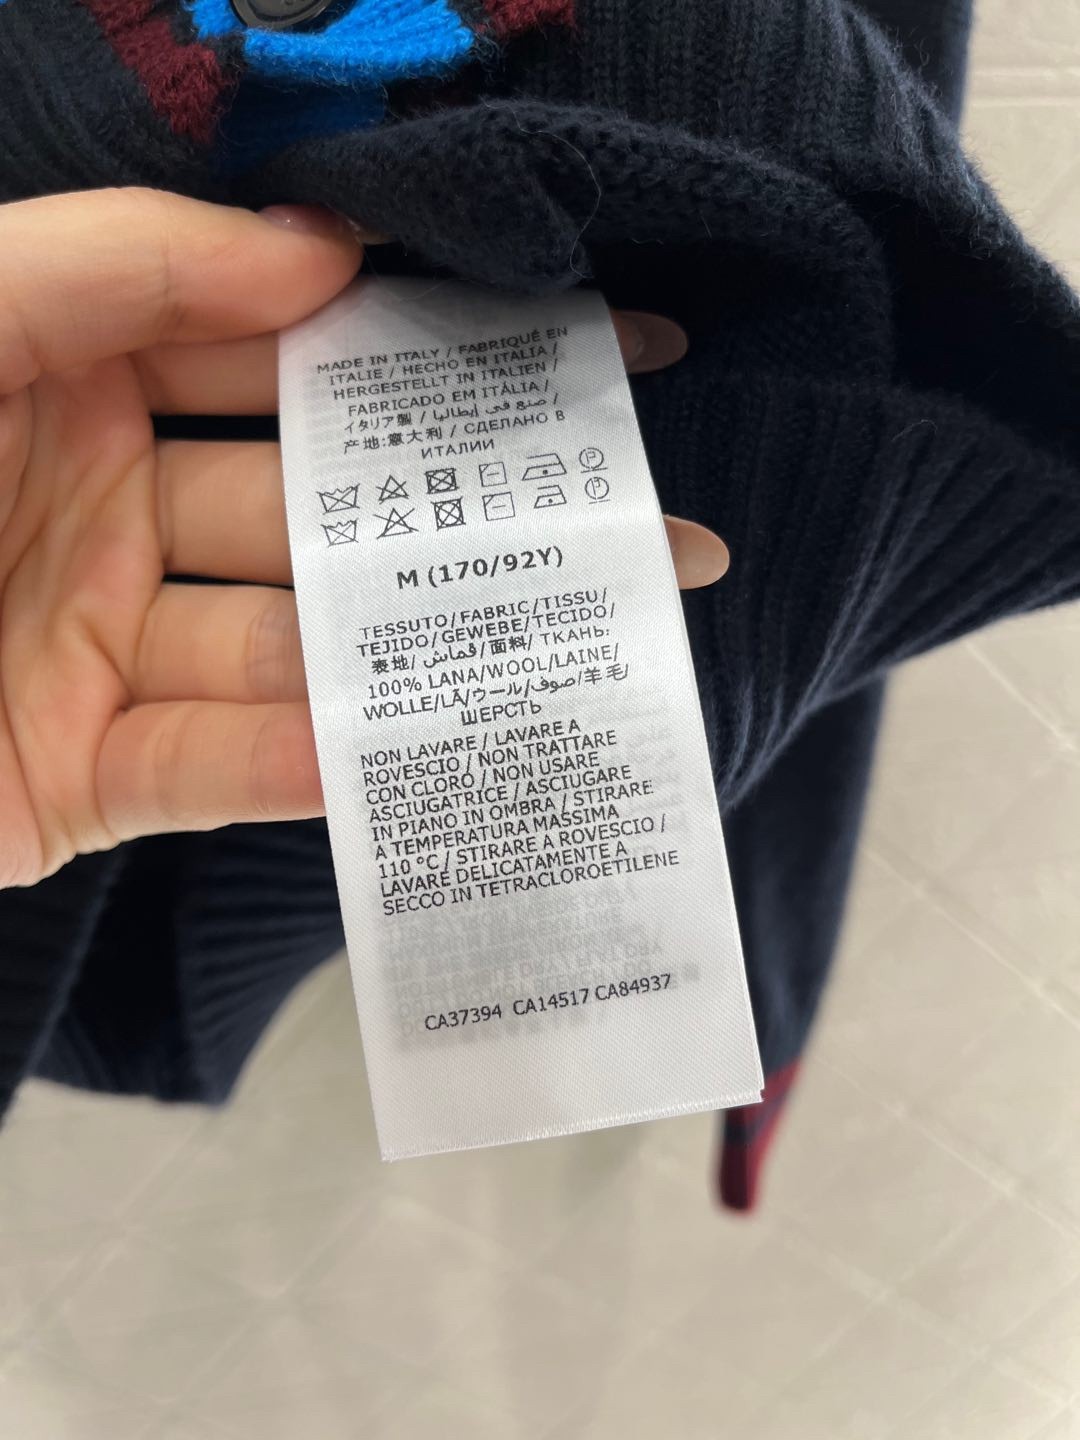 MADE IN ITALY / FABRIQUÉ EN
ITALIE / HECHO EN ITALIA /
HERGESTELLT IN ITALIEN /
FABRICADO EM ITÁLIA /
イタリア製 / صنع في إيطاليا /
产地:意大利 / СДЕЛАНО В
ИТАЛИИ
M (170/92Y)
TESSUTO/FABRIC/TISSU/
TEJIDO/GEWEBE/TECIDO/
表地/ قماش/面料/ ТКАНЬ:
100% LANA/WOOL/LAINE/
WOLLE/LÃ/ウール/صوف/羊毛/
ШЕРСТЬ
NON LAVARE / LAVARE A
ROVESCIO / NON TRATTARE
CON CLORO / NON USARE
ASCIUGATRICE / ASCIUGARE
IN PIANO IN OMBRA / STIRARE
A TEMPERATURA MASSIMA
110 °C / STIRARE A ROVESCIO /
LAVARE DELICATAMENTE A
SECCO IN TETRACLOROETILENE
CA37394 CA14517 CA84937